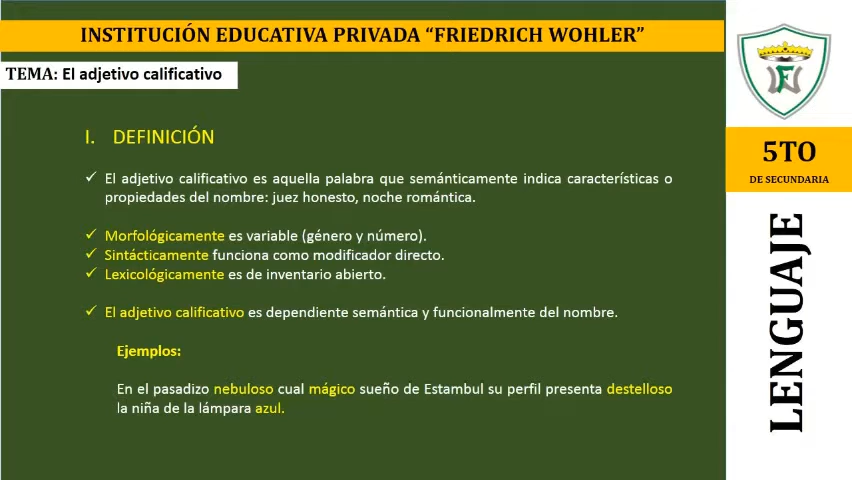 INSTITUCIÓN EDUCATIVA PRIVADA “FRIEDRICH WOHLER”
TEMA: El adjetivo calificativo
I. DEFINICIÓN
✓ El adjetivo calificativo es aquella palabra que semánticamente indica características o
propiedades del nombre: juez honesto, noche romántica.
✓ Morfológicamente es variable (género y número).
✓ Sintácticamente funciona como modificador directo.
✓ Lexicológicamente es de inventario abierto.
✓ El adjetivo calificativo es dependiente semántica y funcionalmente del nombre.
Ejemplos:
En el pasadizo nebuloso cual mágico sueño de Estambul su perfil presenta destelloso
la niña de la lámpara azul.
5TO
DE SECUNDARIA
LENGUAJE